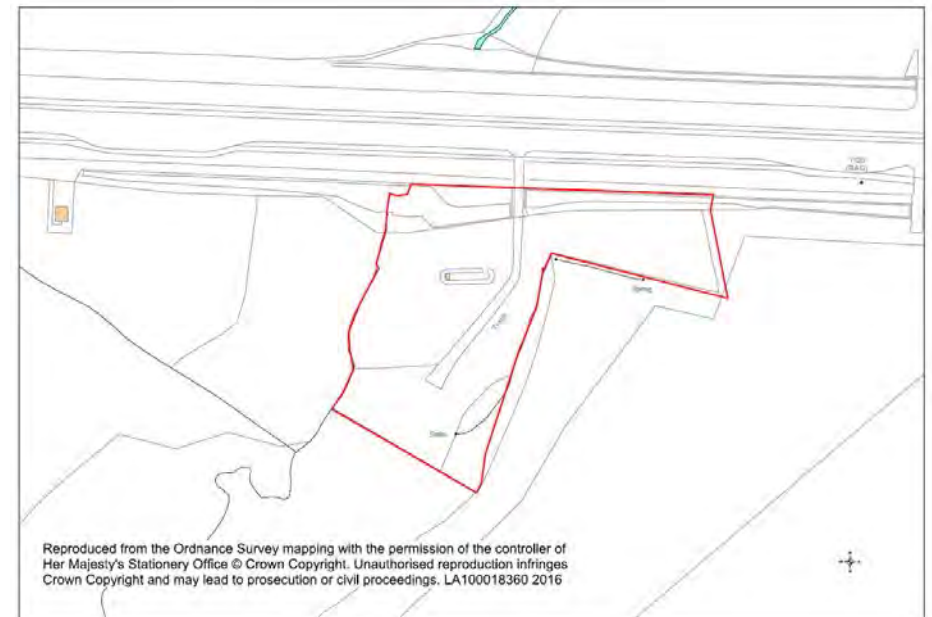 Track
Reproduced from the Ordnance Survey mapping with the permission of the controller of
Her Majesty's Stationery Office © Crown Copyright. Unauthorised reproduction infringes
Crown Copyright and may lead to prosecution or civil proceedings. LA100018360 2016